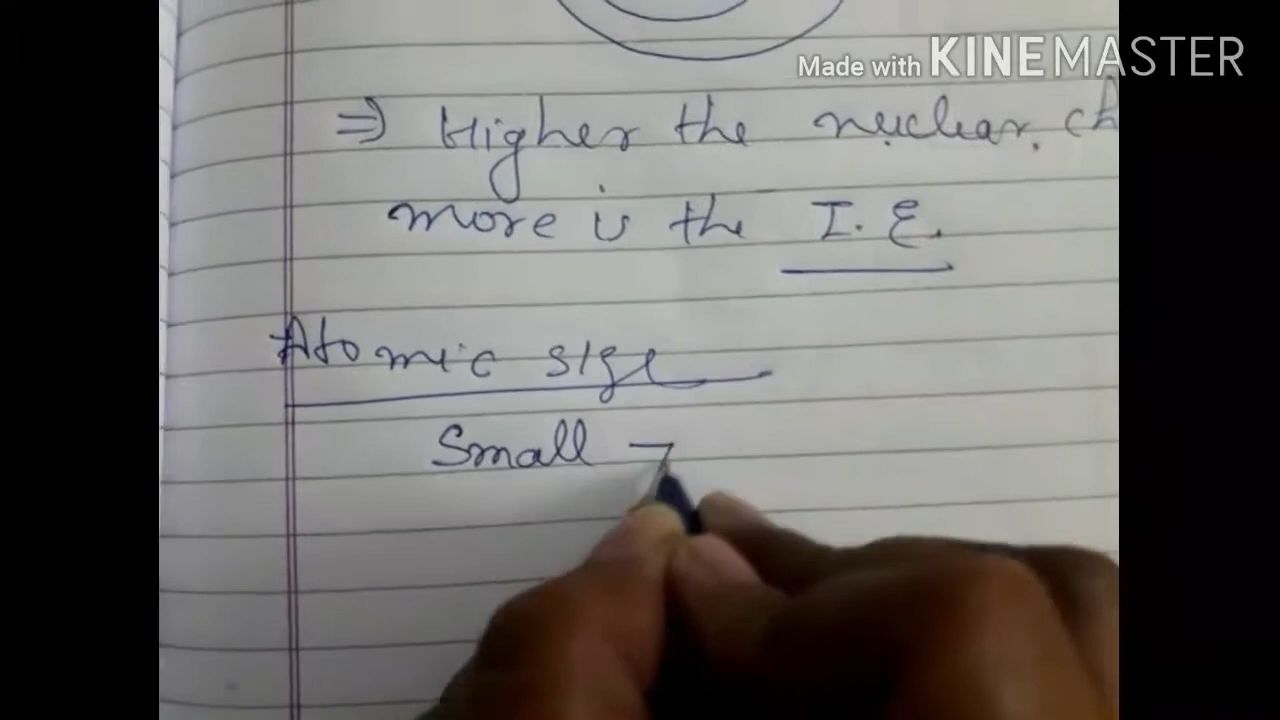 Made with KINEMASTER
⇒ Higher the nuclear ch
more is the I.E.
Atomic size
Small